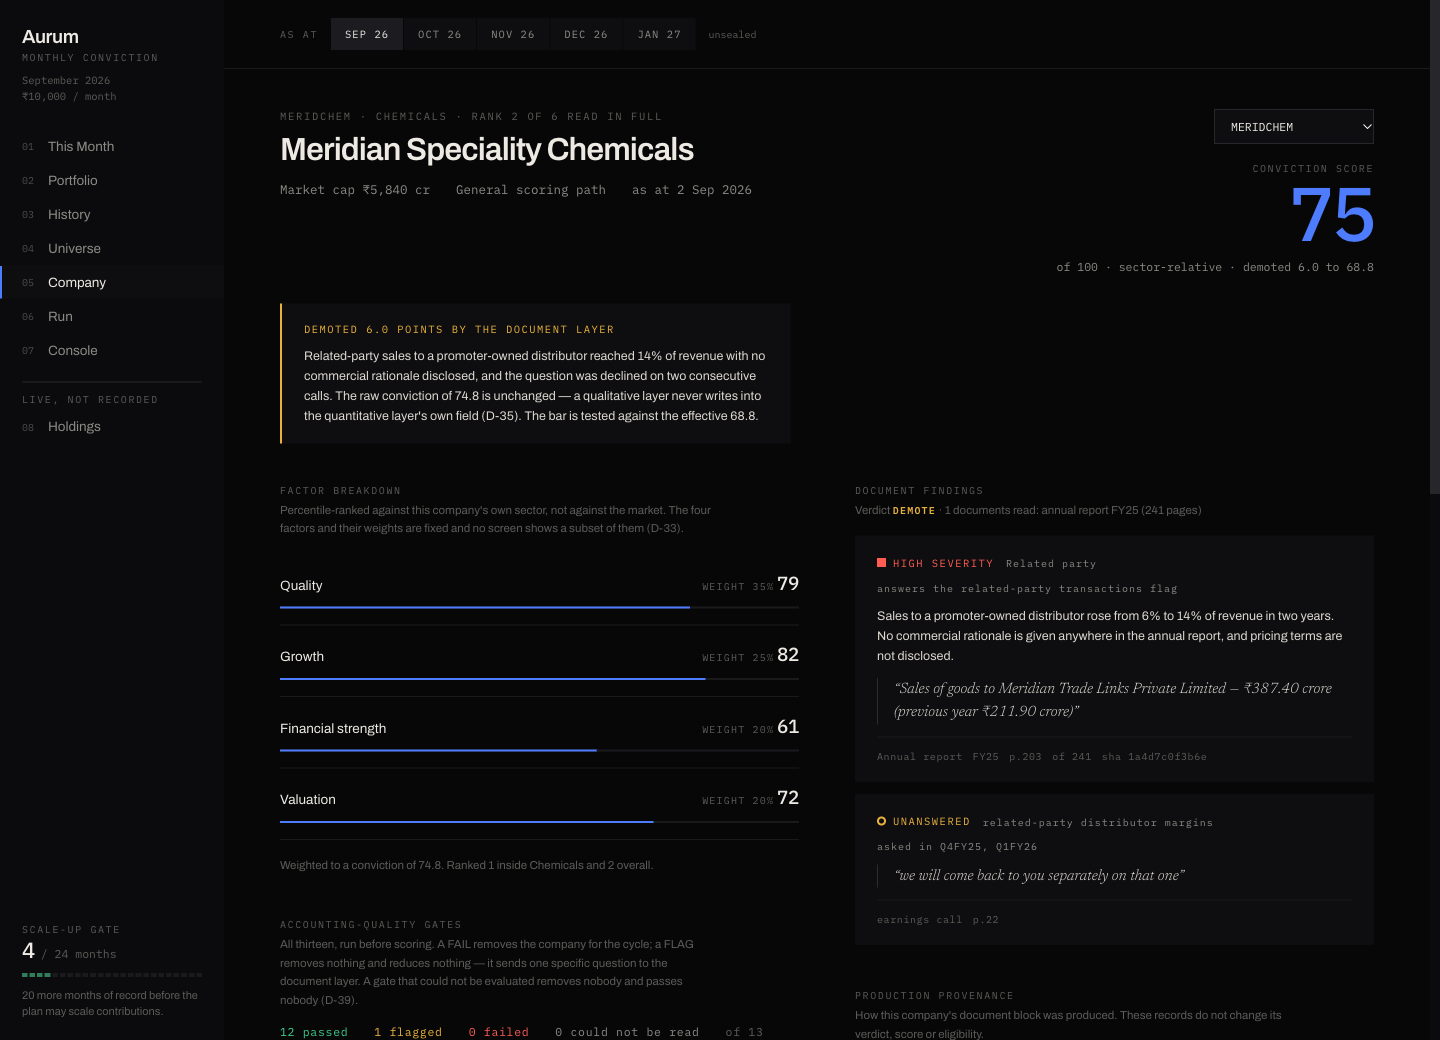 Aurum
MONTHLY CONVICTION
September 2026
₹10,000 / month
01 This Month
02 Portfolio
03 History
04 Universe
05 Company
06 Run
07 Console
LIVE, NOT RECORDED
08 Holdings
SCALE-UP GATE
4 / 24 months
20 more months of record before the
plan may scale contributions.
AS AT SEP 26 OCT 26 NOV 26 DEC 26 JAN 27 unsealed
MERIDCHEM · CHEMICALS · RANK 2 OF 6 READ IN FULL
Meridian Speciality Chemicals
Market cap ₹5,840 cr General scoring path as at 2 Sep 2026
MERIDCHEM
CONVICTION SCORE
75
of 100 · sector-relative · demoted 6.0 to 68.8
DEMOTED 6.0 POINTS BY THE DOCUMENT LAYER
Related-party sales to a promoter-owned distributor reached 14% of revenue with no
commercial rationale disclosed, and the question was declined on two consecutive
calls. The raw conviction of 74.8 is unchanged — a qualitative layer never writes into
the quantitative layer's own field (D-35). The bar is tested against the effective 68.8.
FACTOR BREAKDOWN
Percentile-ranked against this company's own sector, not against the market. The four
factors and their weights are fixed and no screen shows a subset of them (D-33).
Quality WEIGHT 35% 79
Growth WEIGHT 25% 82
Financial strength WEIGHT 20% 61
Valuation WEIGHT 20% 72
Weighted to a conviction of 74.8. Ranked 1 inside Chemicals and 2 overall.
ACCOUNTING-QUALITY GATES
All thirteen, run before scoring. A FAIL removes the company for the cycle; a FLAG
removes nothing and reduces nothing — it sends one specific question to the
document layer. A gate that could not be evaluated removes nobody and passes
nobody (D-39).
12 passed 1 flagged 0 failed 0 could not be read of 13
DOCUMENT FINDINGS
Verdict DEMOTE · 1 documents read: annual report FY25 (241 pages)
HIGH SEVERITY Related party
answers the related-party transactions flag
Sales to a promoter-owned distributor rose from 6% to 14% of revenue in two years.
No commercial rationale is given anywhere in the annual report, and pricing terms are
not disclosed.
“Sales of goods to Meridian Trade Links Private Limited — ₹387.40 crore
(previous year ₹211.90 crore)”
Annual report FY25 p.203 of 241 sha 1a4d7c0f3b6e
UNANSWERED related-party distributor margins
asked in Q4FY25, Q1FY26
“we will come back to you separately on that one”
earnings call p.22
PRODUCTION PROVENANCE
How this company's document block was produced. These records do not change its
verdict, score or eligibility.